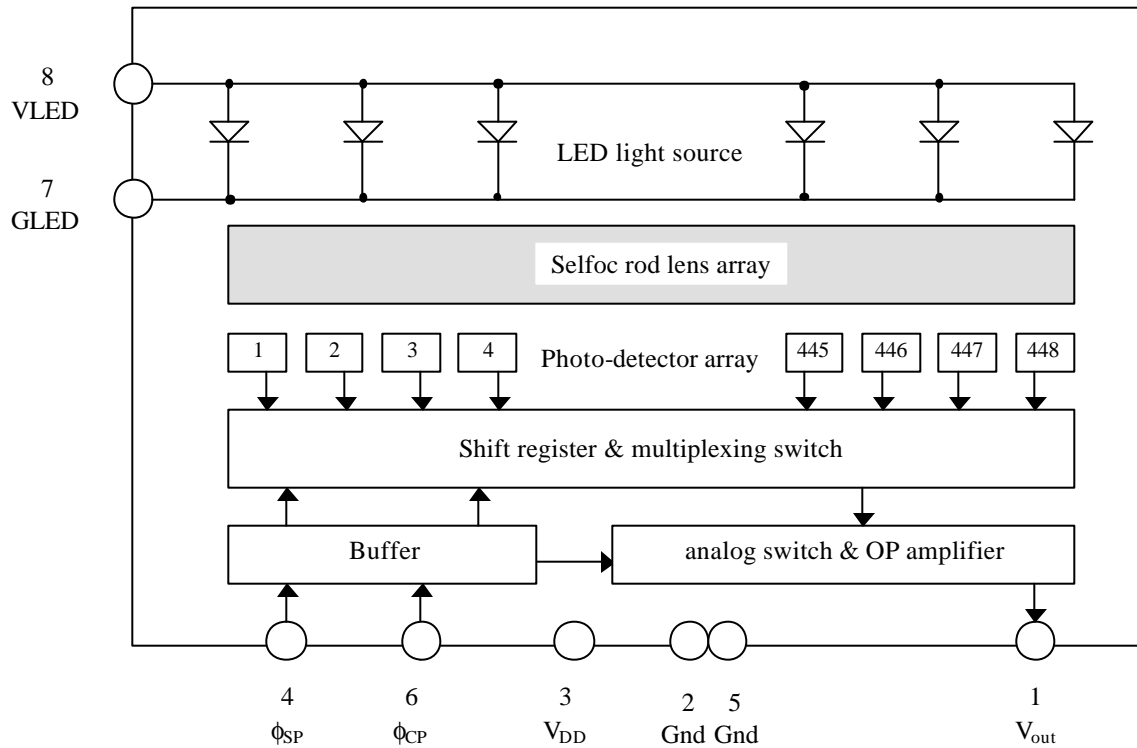 8
VLED
LED light source
7
GLED
Selfoc rod lens array
1 2 3 4 Photo-detector array 445 446 447 448
Shift register & multiplexing switch
Buffer
analog switch & OP amplifier
4 6 3 2 5 1
ϕSP ϕCP VDD Gnd Gnd Vout